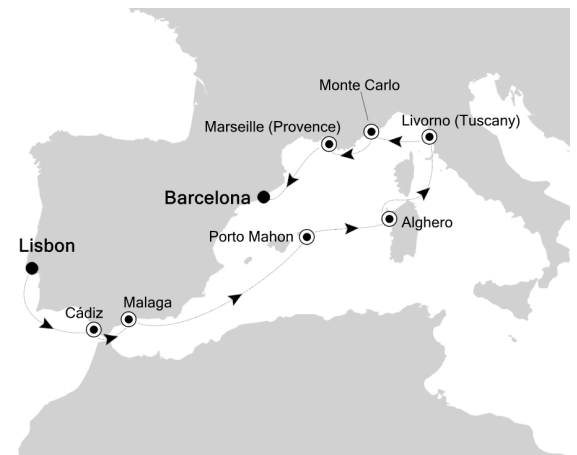 Monte Carlo
Livorno (Tuscany)
Marseille (Provence)
Barcelona
Alghero
Porto Mahon
Lisbon
Malaga
Cádiz